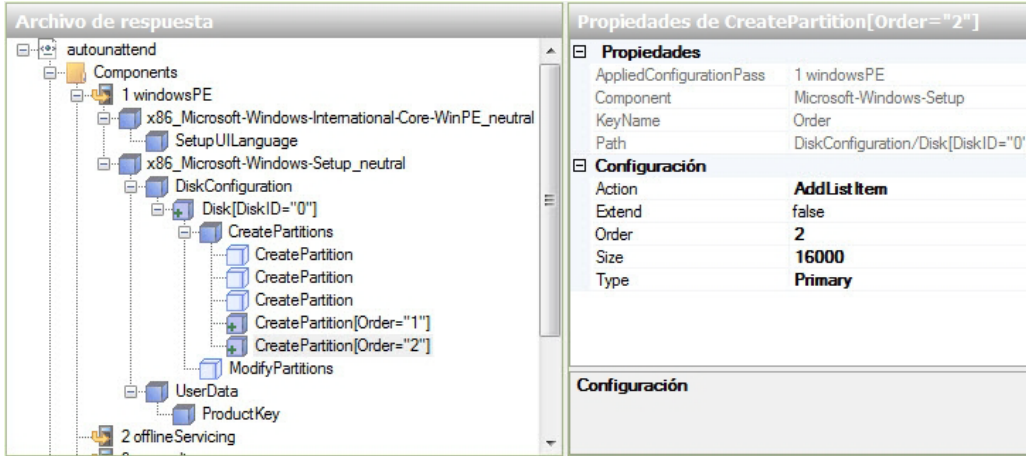 Archivo de respuesta
autounattend
Components
1 windowsPE
x86_Microsoft-Windows-International-Core-WinPE_neutral
SetupUILanguage
x86_Microsoft-Windows-Setup_neutral
DiskConfiguration
Disk[DiskID="0"]
CreatePartitions
CreatePartition
CreatePartition
CreatePartition
CreatePartition[Order="1"]
CreatePartition[Order="2"]
ModifyPartitions
UserData
ProductKey
2 offlineServicing
Propiedades de CreatePartition[Order="2"]
Propiedades
AppliedConfigurationPass 1 windowsPE
Component Microsoft-Windows-Setup
KeyName Order
Path DiskConfiguration/Disk[DiskID="0"
Configuración
Action AddListItem
Extend false
Order 2
Size 16000
Type Primary
Configuración